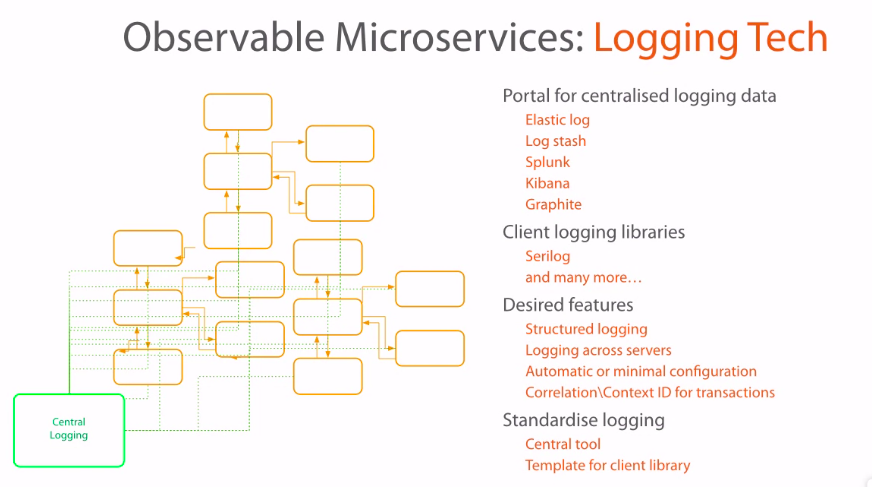 Observable Microservices: Logging Tech
Portal for centralised logging data
Elastic log
Log stash
Splunk
Kibana
Graphite
Client logging libraries
Serilog
and many more…
Desired features
Structured logging
Logging across servers
Automatic or minimal configuration
Correlation\Context ID for transactions
Standardise logging
Central tool
Template for client library
Central
Logging